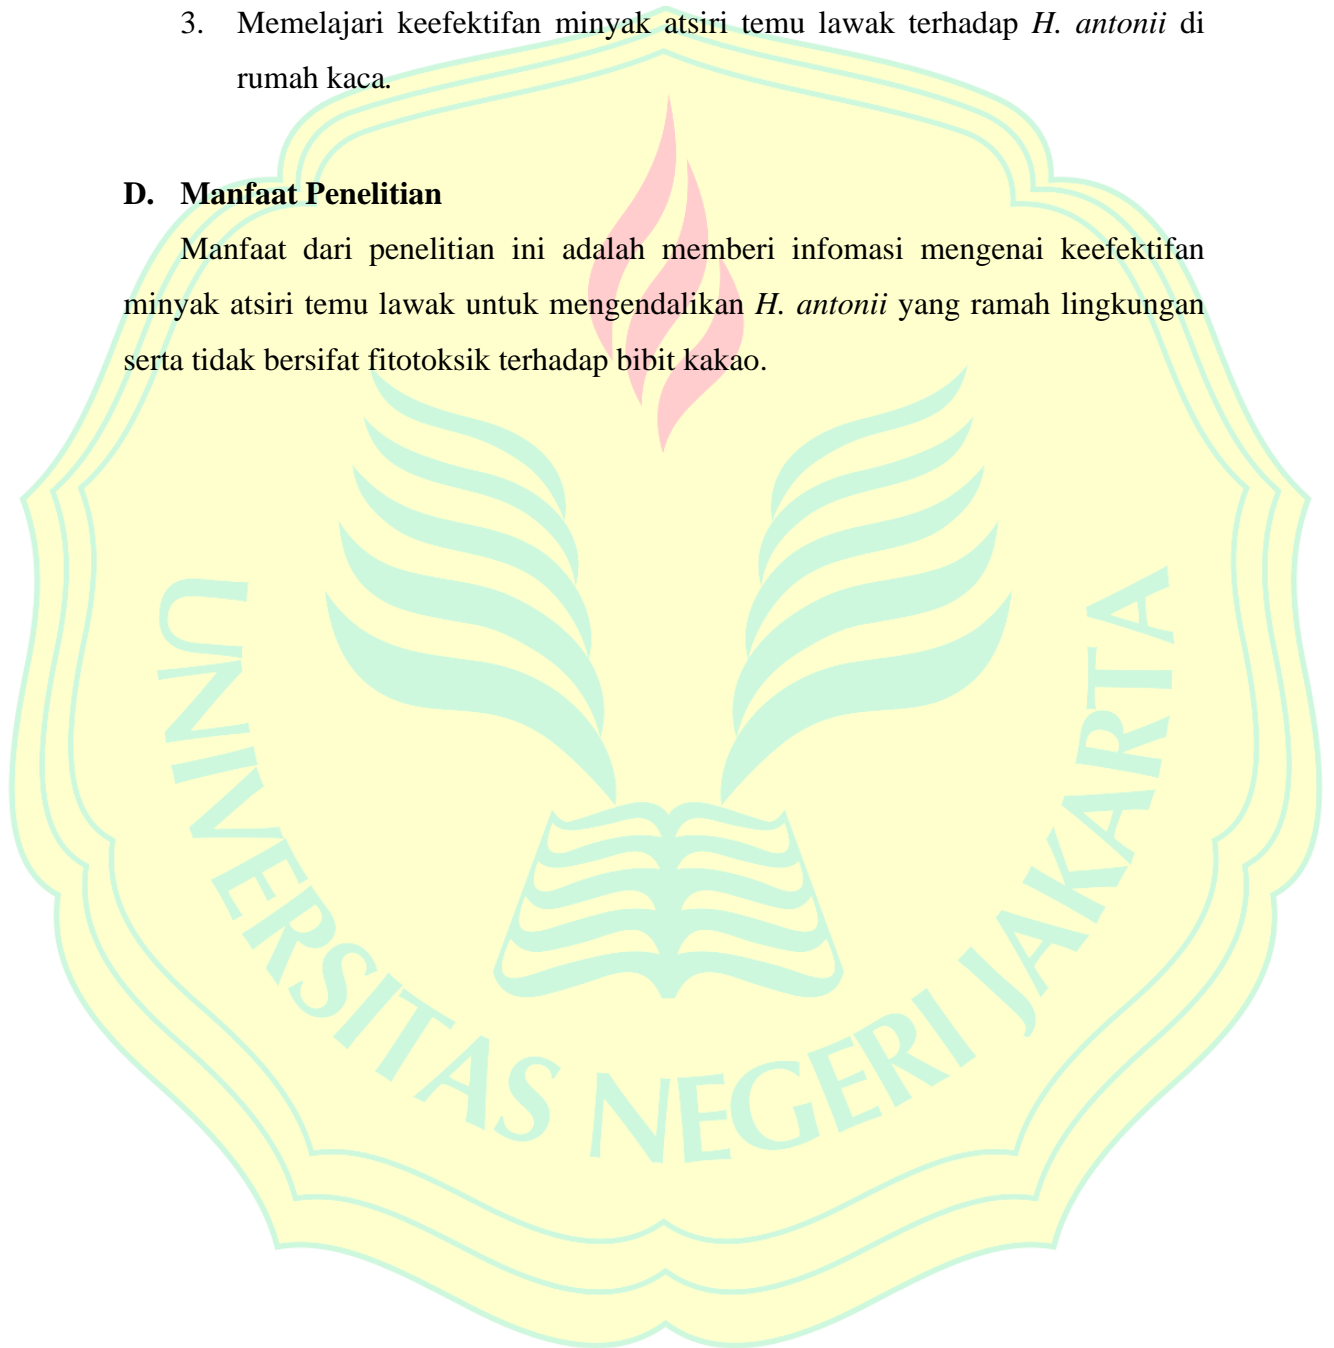 3. Memelajari keefektifan minyak atsiri temu lawak terhadap H. antonii di
rumah kaca.
D. Manfaat Penelitian
Manfaat dari penelitian ini adalah memberi infomasi mengenai keefektifan
minyak atsiri temu lawak untuk mengendalikan H. antonii yang ramah lingkungan
serta tidak bersifat fitotoksik terhadap bibit kakao.
UNIVERSITAS NEGERI JAKARTA